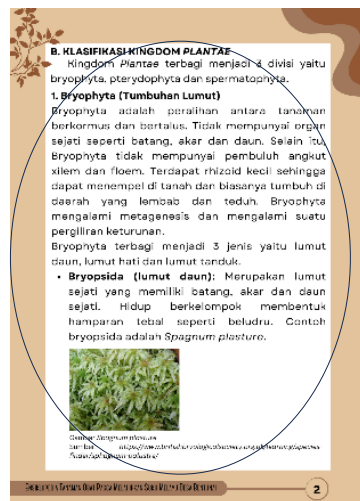 B. KLASIFIKASI KINGDOM PLANTAE
Kingdom Plantae terbagi menjadi 3 divisi yaitu
bryophyta, pterydophyta dan spermatophyta.
1. Bryophyta (Tumbuhan Lumut)
Bryophyta adalah peralihan antara tanaman
berkormus dan bertalus. Tidak mempunyai organ
sejati seperti batang, akar dan daun. Selain itu,
Bryophyta tidak mempunyai pembuluh angkut
xilem dan floem. Terdapat rhizoid kecil sehingga
dapat menempel di tanah dan biasanya tumbuh di
daerah yang lembab dan teduh. Bryophyta
mengalami metagenesis dan mengalami suatu
pergiliran keturunan.
Bryophyta terbagi menjadi 3 jenis yaitu lumut
daun, lumut hati dan lumut tanduk.
• Bryopsida (lumut daun): Merupakan lumut
sejati yang memiliki batang, akar dan daun
sejati. Hidup berkelompok membentuk
hamparan tebal seperti beludru. Contoh
bryopsida adalah Spagnum plasture.
Gambar
Sumber
2